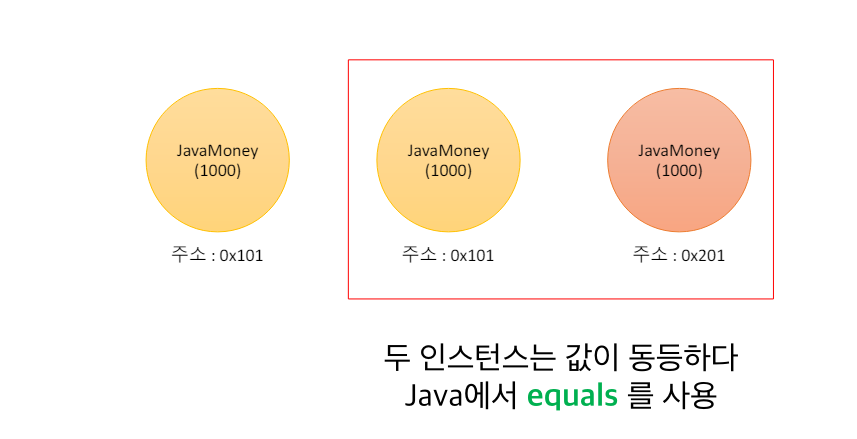 JavaMoney
(1000)
주소 : 0x101
JavaMoney
(1000)
주소 : 0x101
JavaMoney
(1000)
주소 : 0x201
두 인스턴스는 값이 동등하다
Java에서 equals 를 사용